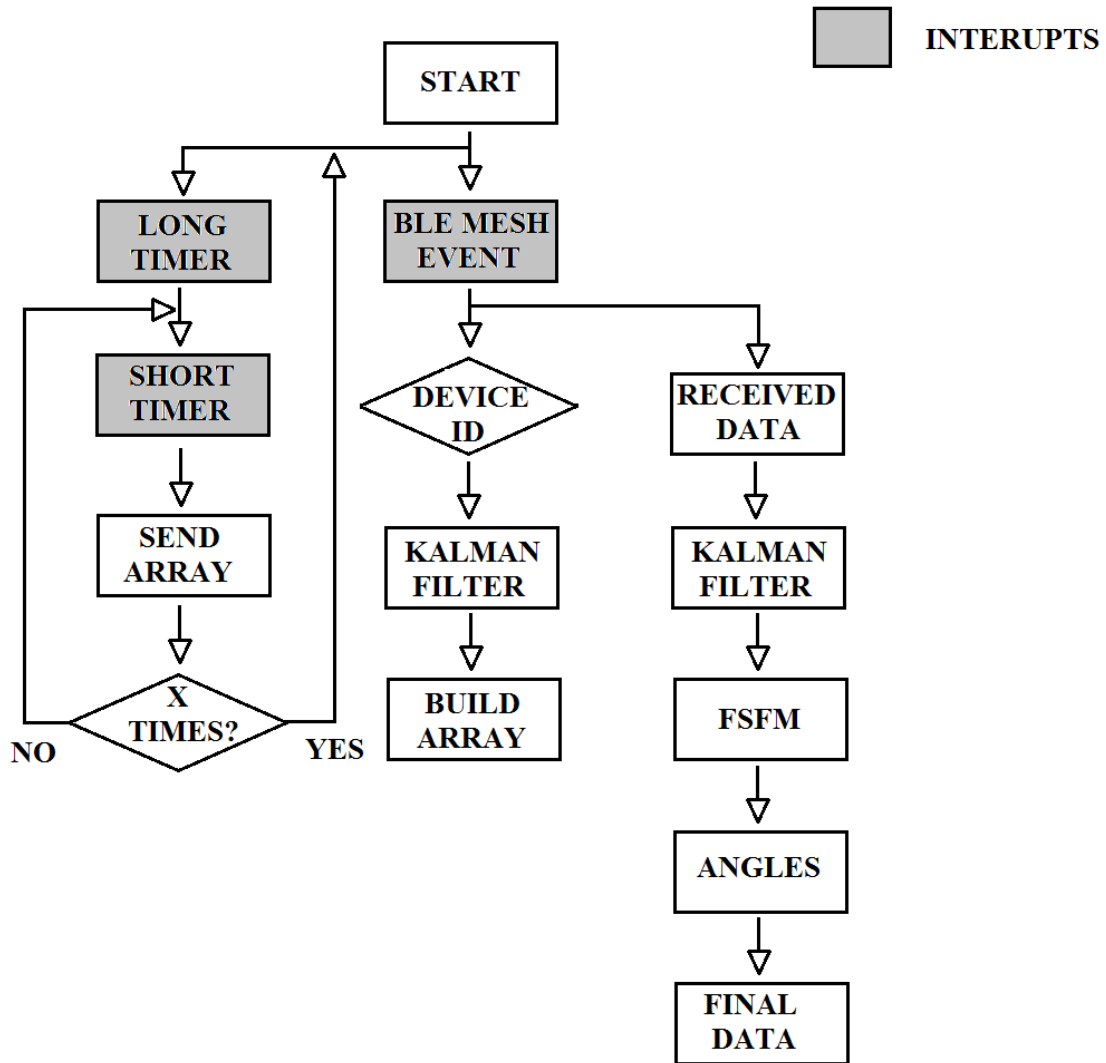 INTERUPTS
START
LONG
TIMER
BLE MESH
EVENT
SHORT
TIMER
DEVICE
ID
RECEIVED
DATA
SEND
ARRAY
KALMAN
FILTER
KALMAN
FILTER
X
TIMES?
NO
YES
BUILD
ARRAY
FSFM
ANGLES
FINAL
DATA